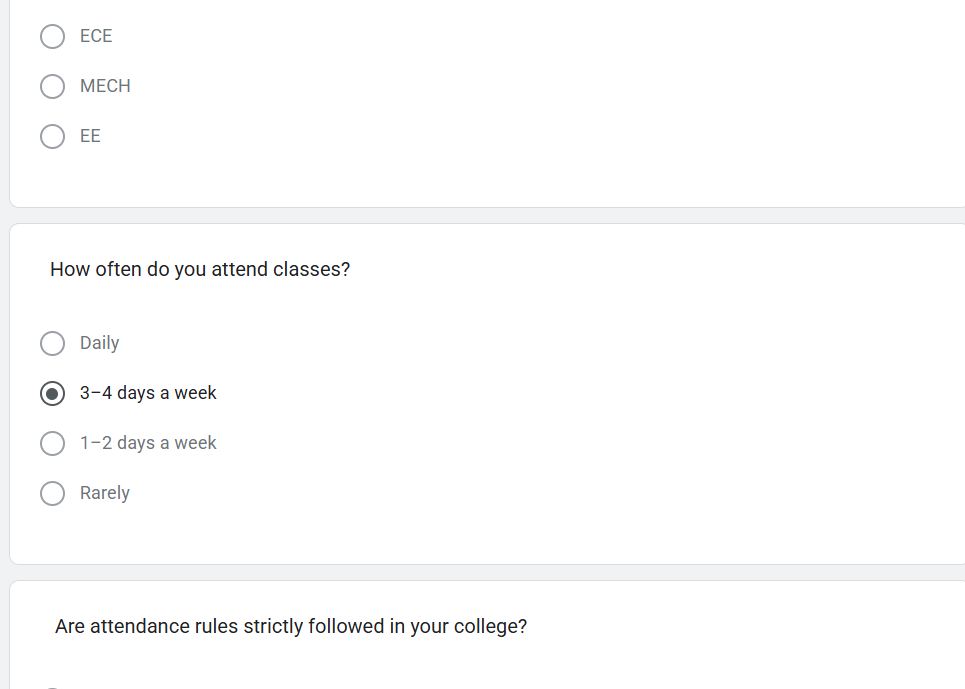 ECE
MECH
EE
How often do you attend classes?
Daily
3–4 days a week
1–2 days a week
Rarely
Are attendance rules strictly followed in your college?